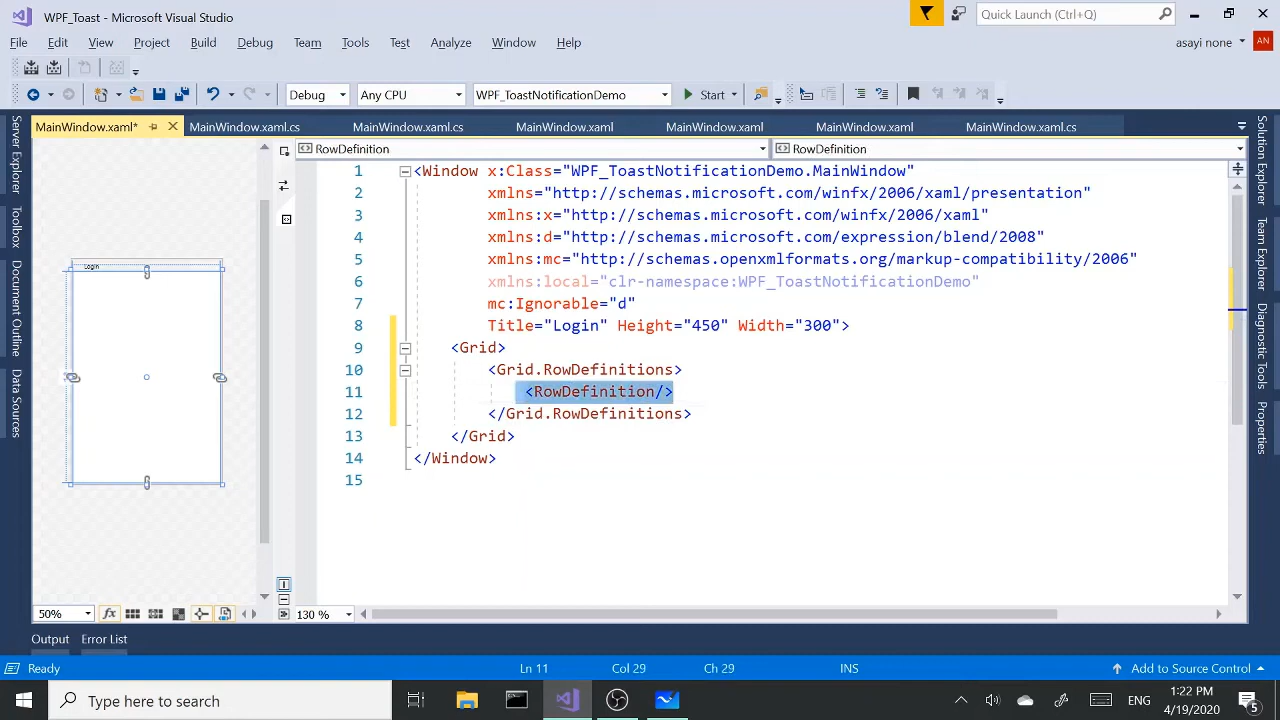 WPF_Toast - Microsoft Visual Studio
Quick Launch (Ctrl+Q)
File Edit View Project Build Debug Team Tools Test Analyze Window Help
asayi none AN
Debug Any CPU WPF_ToastNotificationDemo Start
MainWindow.xaml* MainWindow.xaml.cs MainWindow.xaml.cs MainWindow.xaml MainWindow.xaml MainWindow.xaml MainWindow.xaml.cs
RowDefinition RowDefinition
Server Explorer
Toolbox
Document Outline
Data Sources
Login
1 <Window x:Class="WPF_ToastNotificationDemo.MainWindow"
2 xmlns="http://schemas.microsoft.com/winfx/2006/xaml/presentation"
3 xmlns:x="http://schemas.microsoft.com/winfx/2006/xaml"
4 xmlns:d="http://schemas.microsoft.com/expression/blend/2008"
5 xmlns:mc="http://schemas.openxmlformats.org/markup-compatibility/2006"
6 xmlns:local="clr-namespace:WPF_ToastNotificationDemo"
7 mc:Ignorable="d"
8 Title="Login" Height="450" Width="300">
9 <Grid>
10 <Grid.RowDefinitions>
11 <RowDefinition/>
12 </Grid.RowDefinitions>
13 </Grid>
14 </Window>
15
Solution Explorer
Team Explorer
Diagnostic Tools
Properties
50% fx 130 %
Output Error List
Ready Ln 11 Col 29 Ch 29 INS Add to Source Control
Type here to search
ENG
1:22 PM
4/19/2020
5